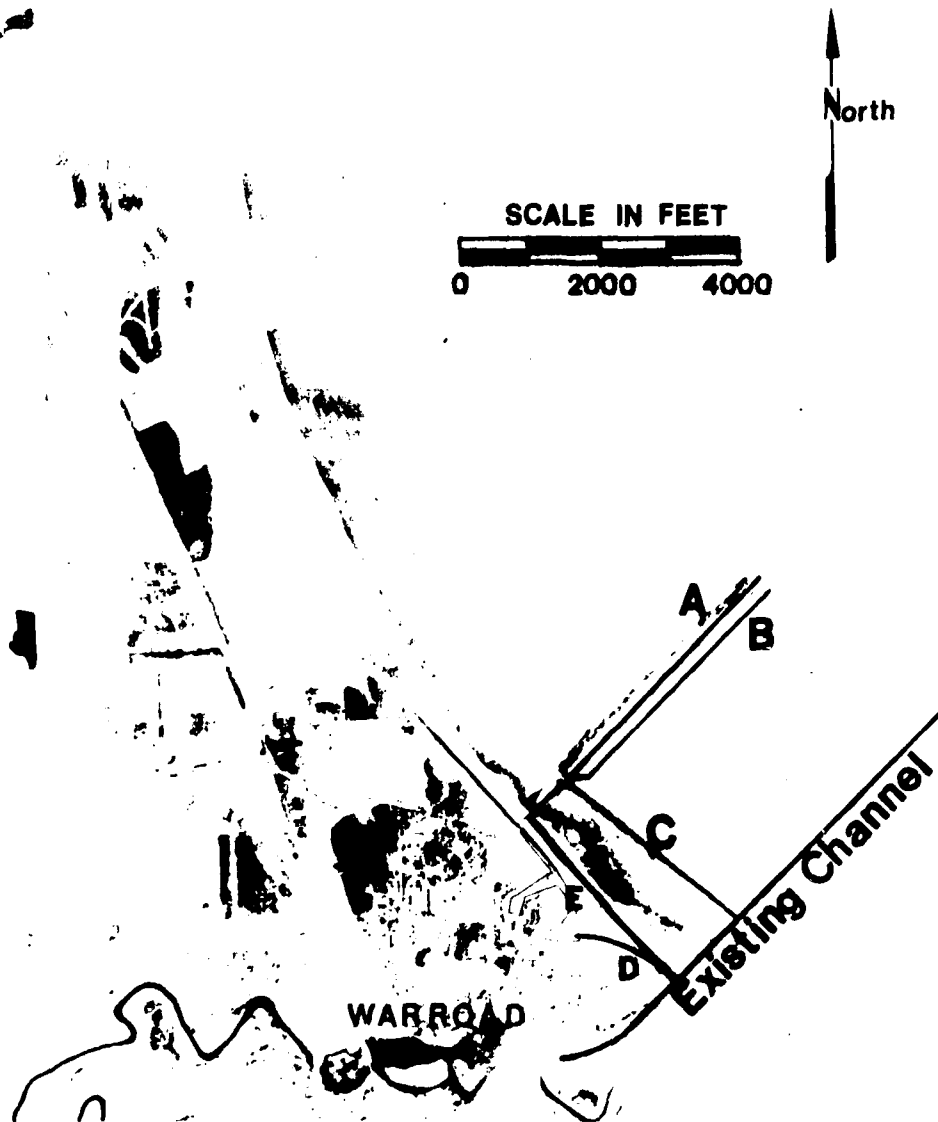 North
SCALE IN FEET
0 2000 4000
A
B
C
Existing Channel
E
D
WARROAD